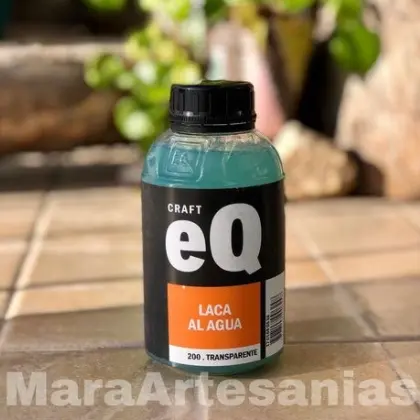 CRAFT
eQ
LACA
AL AGUA
200 . TRANSPARENTE
MaraArtesanias